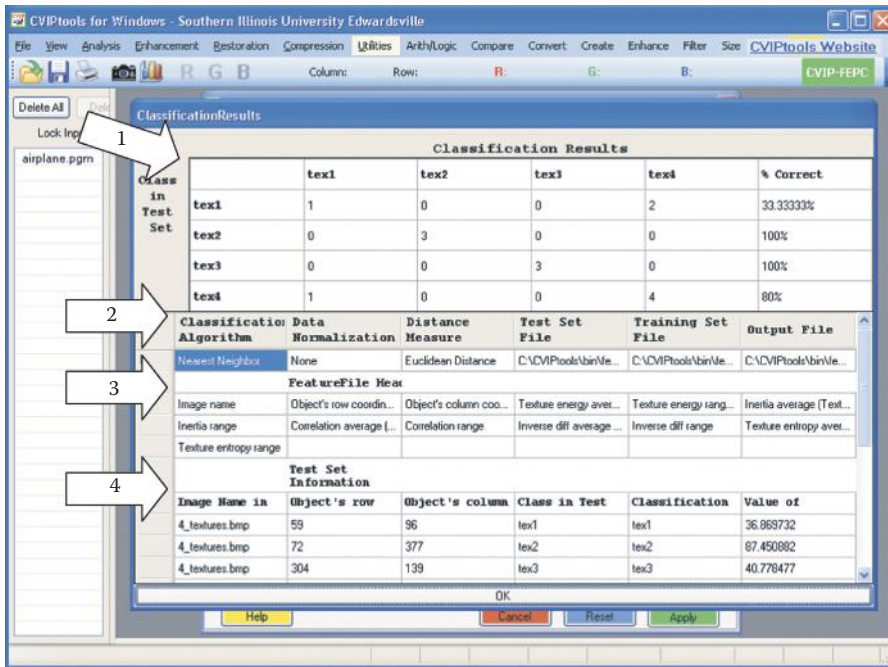 CVIPtools for Windows - Southern Illinois University Edwardsville
File View Analysis Enhancement Restoration Compression Utilities Arith/Logic Compare Convert Create Enhance Filter Size CVIPtools Website
R G B Column: Row: R: G: B: CVIP-FEPC
Delete All
Lock Inp
airplane.pgm
ClassificationResults
1
Classification Results
Class in Test Set
tex1 tex2 tex3 tex4 % Correct
tex1 1 0 0 2 33.33333%
tex2 0 3 0 0 100%
tex3 0 0 3 0 100%
tex4 1 0 0 4 80%
2
Classification Algorithm Data Normalization Distance Measure Test Set File Training Set File Output File
Nearest Neighbor None Euclidean Distance C:\CVIPtools\bin\fe... C:\CVIPtools\bin\fe... C:\CVIPtools\bin\fe...
3
FeatureFile Head
Image name Object's row coordin... Object's column coo... Texture energy aver... Texture energy rang... Inertia average (Text...
Inertia range Correlation average (... Correlation range Inverse diff average ... Inverse diff range Texture entropy aver...
Texture entropy range
4
Test Set Information
Image Name in Object's row Object's column Class in Test Classification Value of
4_textures.bmp 59 96 tex1 tex1 36.869732
4_textures.bmp 72 377 tex2 tex2 87.450882
4_textures.bmp 304 139 tex3 tex3 40.778477
OK
Help Cancel Reset Apply